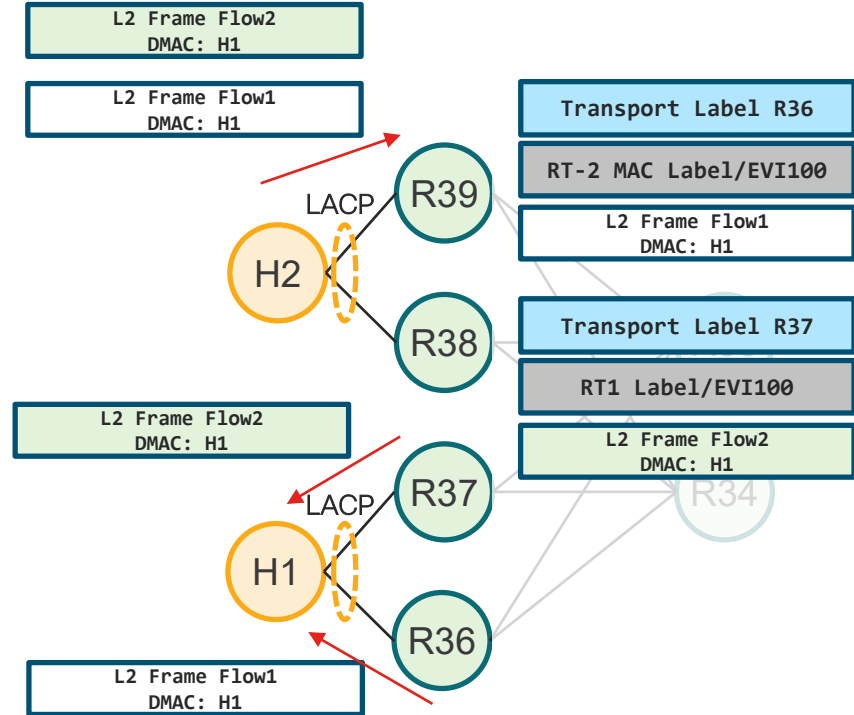 L2 Frame Flow2
DMAC: H1
L2 Frame Flow1
DMAC: H1
Transport Label R36
RT-2 MAC Label/EVI100
L2 Frame Flow1
DMAC: H1
R39
LACP
H2
R38
Transport Label R37
RT1 Label/EVI100
L2 Frame Flow2
DMAC: H1
L2 Frame Flow2
DMAC: H1
R37
R34
LACP
H1
R36
L2 Frame Flow1
DMAC: H1